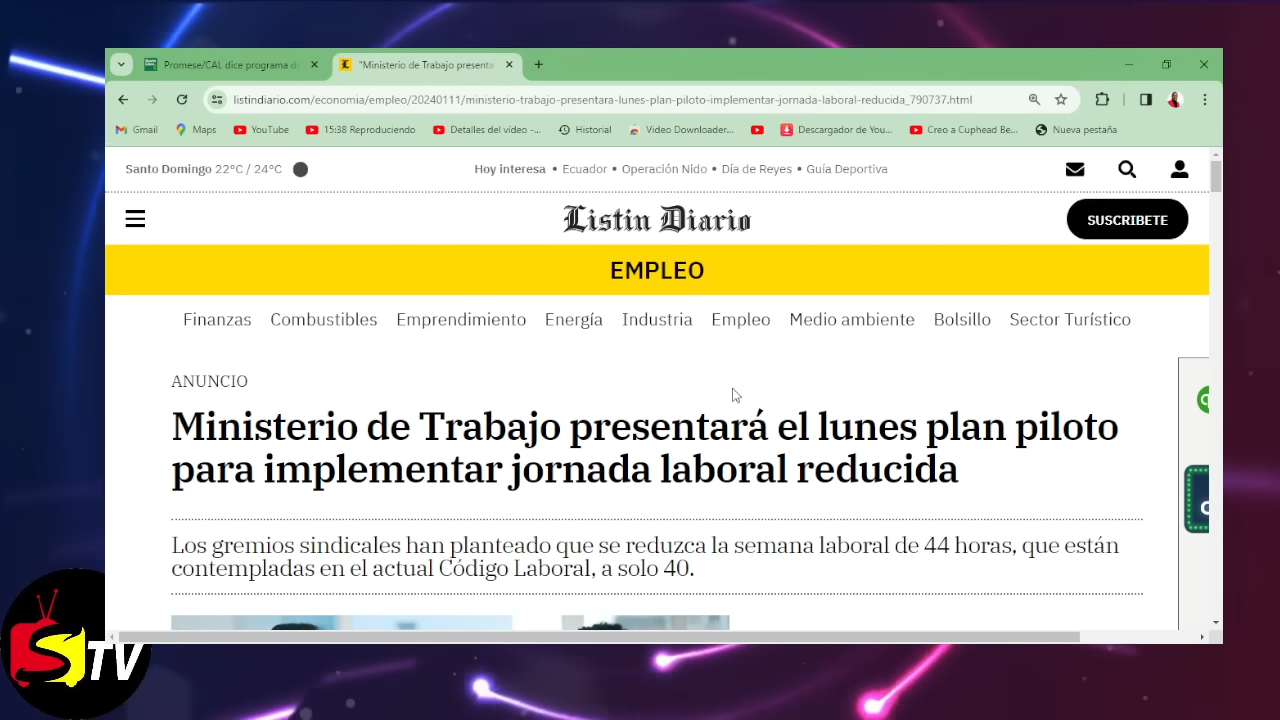 Promese/CAL dice programa de
"Ministerio de Trabajo presenta
listindiario.com/economia/empleo/20240111/ministerio-trabajo-presentara-lunes-plan-piloto-implementar-jornada-laboral-reducida_790737.html
Gmail Maps YouTube 15:38 Reproduciendo Detalles del vídeo -... Historial Video Downloader... Descargador de You... Creo a Cuphead Be... Nueva pestaña
Santo Domingo 22°C / 24°C Hoy interesa • Ecuador • Operación Nido • Día de Reyes • Guía Deportiva
Listin Diario SUSCRIBETE
EMPLEO
Finanzas Combustibles Emprendimiento Energía Industria Empleo Medio ambiente Bolsillo Sector Turístico
ANUNCIO
Ministerio de Trabajo presentará el lunes plan piloto
para implementar jornada laboral reducida
Los gremios sindicales han planteado que se reduzca la semana laboral de 44 horas, que están
contempladas en el actual Código Laboral, a solo 40.
STV